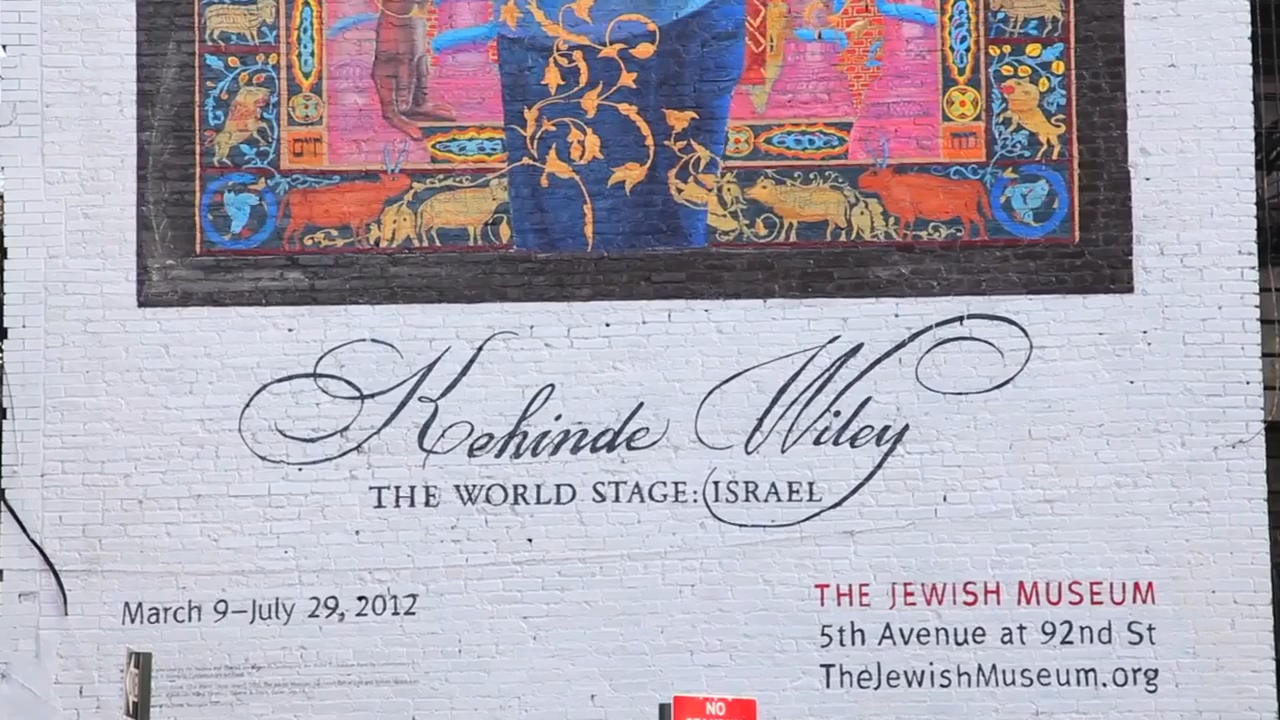 Kehinde Wiley
THE WORLD STAGE: ISRAEL
March 9–July 29, 2012
THE JEWISH MUSEUM
5th Avenue at 92nd St
TheJewishMuseum.org
NO